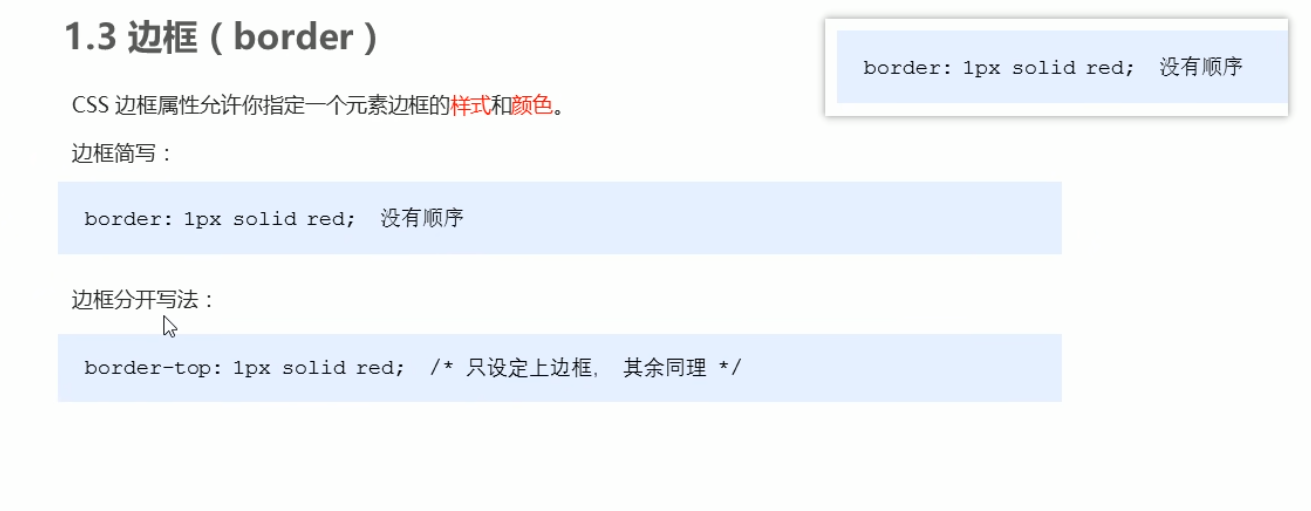 1.3 边框（border）
border: 1px solid red;  没有顺序
CSS 边框属性允许你指定一个元素边框的样式和颜色。
边框简写：
border: 1px solid red;  没有顺序
边框分开写法：
border-top: 1px solid red;  /* 只设定上边框， 其余同理 */